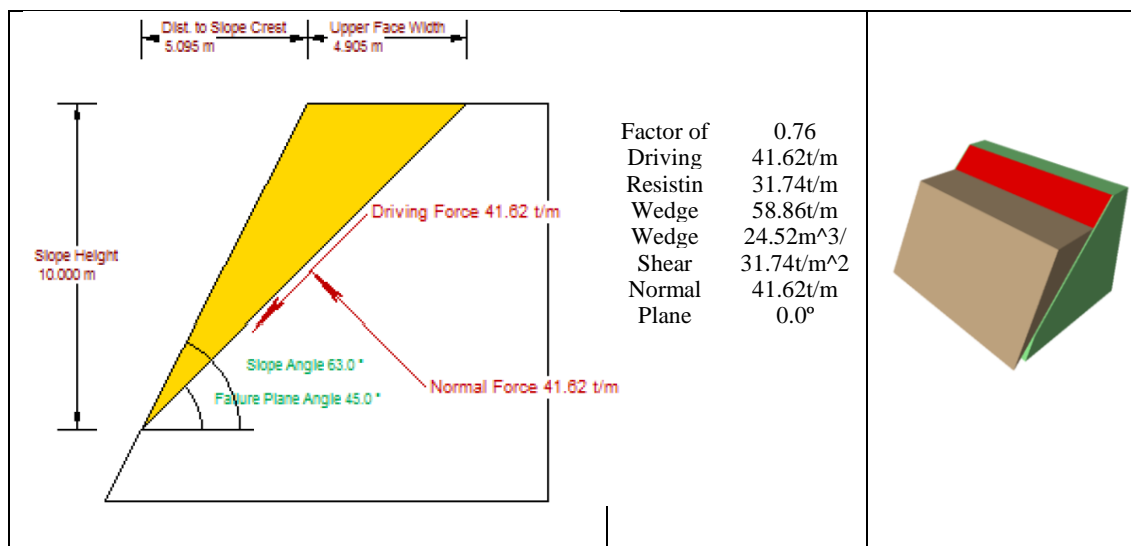 Dist. to Slope Crest
5.095 m
Upper Face Width
4.905 m
Slope Height
10.000 m
Driving Force 41.62 t/m
Slope Angle 63.0 °
Failure Plane Angle 45.0 °
Normal Force 41.62 t/m
Factor of 0.76
Driving 41.62t/m
Resistin 31.74t/m
Wedge 58.86t/m
Wedge 24.52m^3/
Shear 31.74t/m^2
Normal 41.62t/m
Plane 0.0º